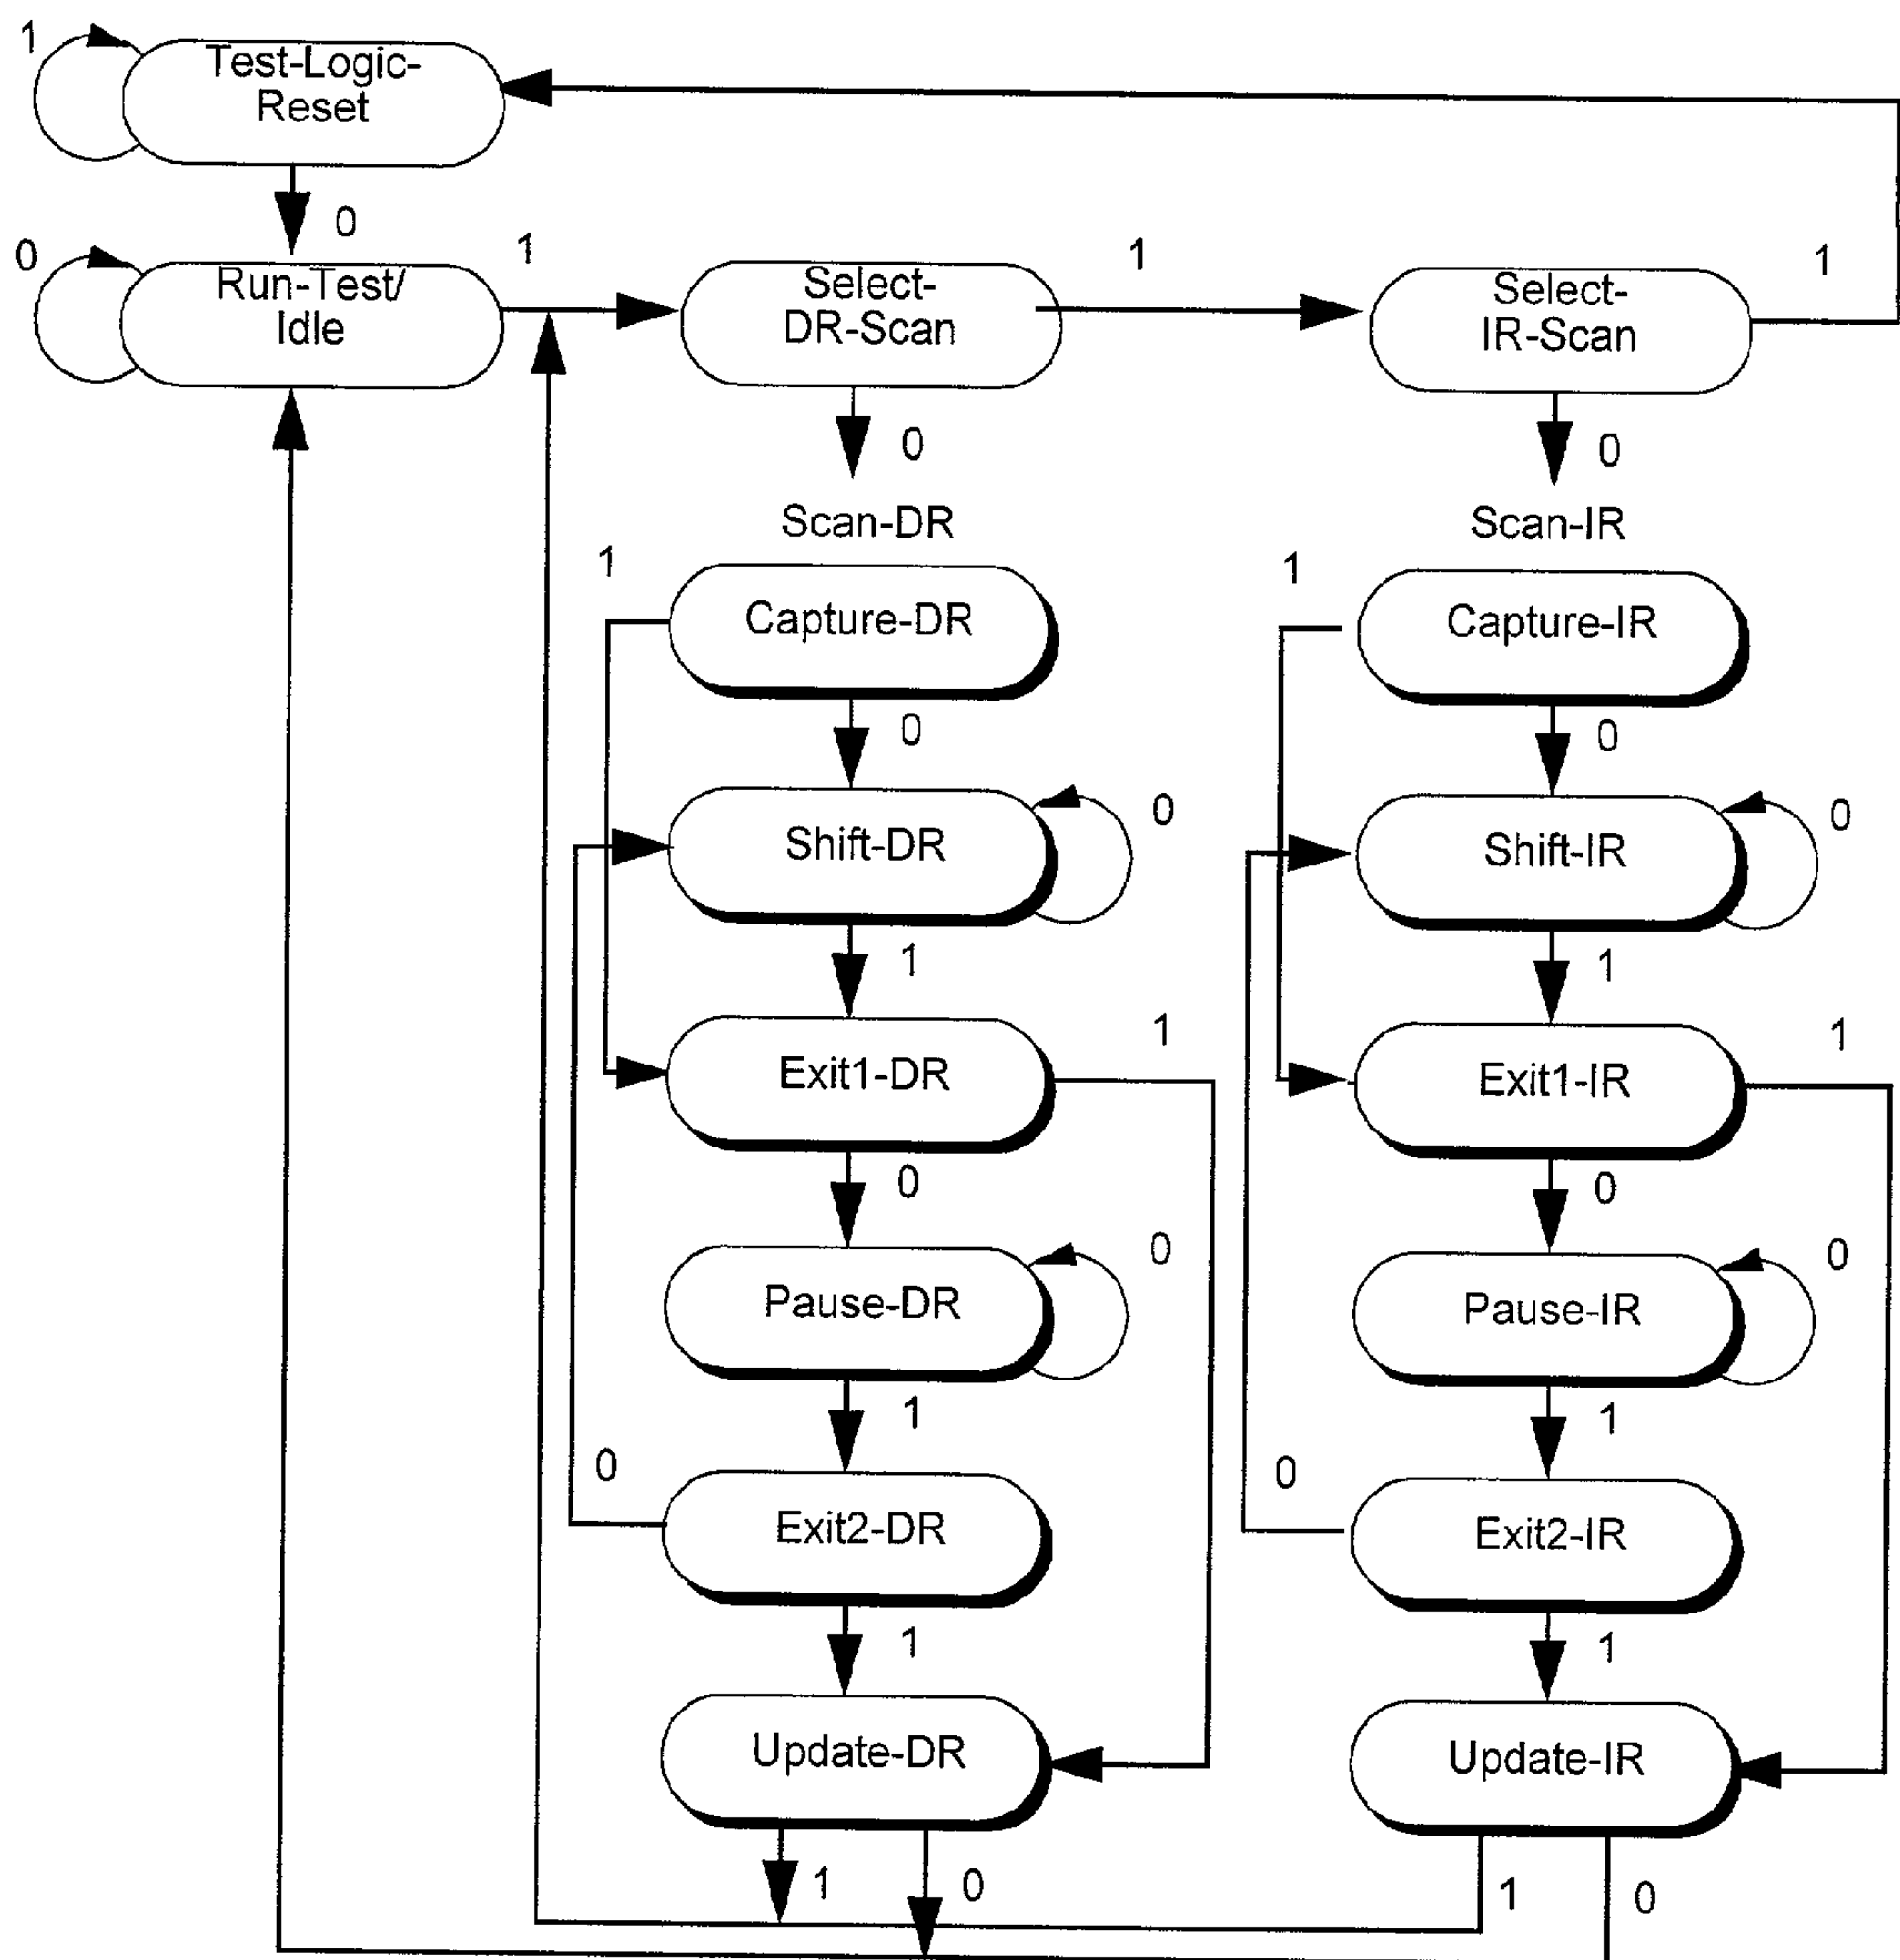 1
Test-Logic-
Reset
0
0
Run-Test/
Idle
1
Select-
DR-Scan
1
Select-
IR-Scan
1
0
0
Scan-DR
Scan-IR
1
Capture-DR
1
Capture-IR
0
0
Shift-DR
0
Shift-IR
0
1
1
Exit1-DR
1
Exit1-IR
1
0
0
Pause-DR
0
Pause-IR
0
1
1
0
Exit2-DR
0
Exit2-IR
1
1
Update-DR
Update-IR
1
0
1
0